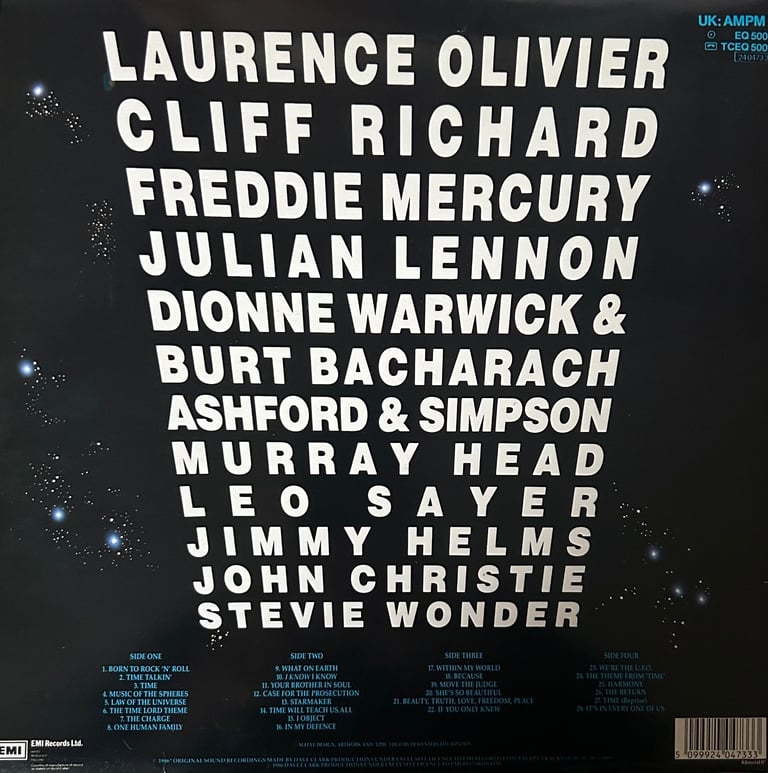 UK: AMPM
EQ 500
TCEQ 500
LAURENCE OLIVIER
CLIFF RICHARD
FREDDIE MERCURY
JULIAN LENNON
DIONNE WARWICK &
BURT BACHARACH
ASHFORD & SIMPSON
MURRAY HEAD
LEO SAYER
JIMMY HELMS
JOHN CHRISTIE
STEVIE WONDER
SIDE ONE
1. BORN TO ROCK 'N' ROLL
2. TIME TALKIN'
3. TIME
4. MUSIC OF THE SPHERES
5. LAW OF THE UNIVERSE
6. THE TIME LORD THEME
7. THE CHARGE
8. ONE HUMAN FAMILY
SIDE TWO
9. WHAT ON EARTH
10. I KNOW I KNOW
11. YOUR BROTHER IN SOUL
12. CASE FOR THE PROSECUTION
13. STARMAKER
14. TIME WILL TEACH US ALL
15. I OBJECT
16. IN MY DEFENCE
SIDE THREE
17. WITHIN MY WORLD
18. BECAUSE
19. MOVE THE JUDGE
20. SHE'S SO BEAUTIFUL
21. BEAUTY, TRUTH, LOVE, FREEDOM, PEACE
22. IF YOU ONLY KNEW
SIDE FOUR
23. WE'RE THE U.F.O.
24. THE THEME FROM 'TIME'
25. HARMONY
26. THE RETURN
27. TIME (Reprise)
28. IT'S IN EVERY ONE OF US
EMI
EMI Records Ltd.
5 099924 047333